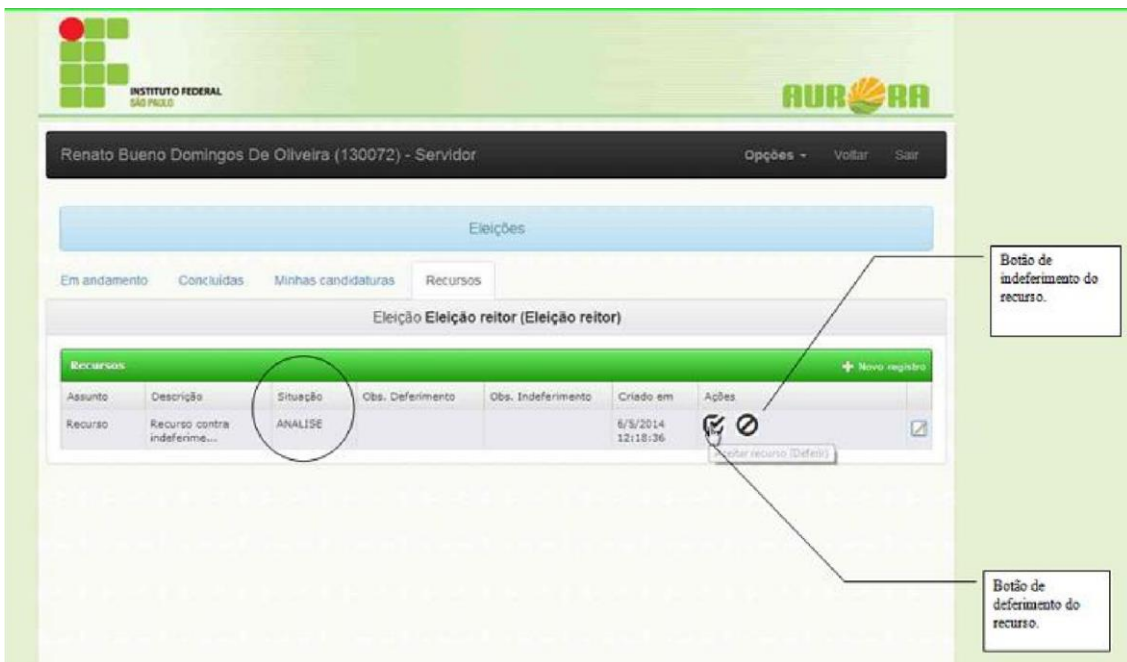 INSTITUTO FEDERAL
SÃO PAULO
AURORA
Renato Bueno Domingos De Oliveira (130072) - Servidor
Opções
Voltar
Sair
Eleições
Em andamento
Concluídas
Minhas candidaturas
Recursos
Eleição Eleição reitor (Eleição reitor)
Recursos
Novo registro
Assunto
Descrição
Situação
Obs. Deferimento
Obs. Indeferimento
Criado em
Ações
Recurso
Recurso contra
indeferime...
ANALISE
6/5/2014
12:18:36
Aceitar recurso (Deferir)
Botão de
indeferimento do
recurso.
Botão de
deferimento do
recurso.